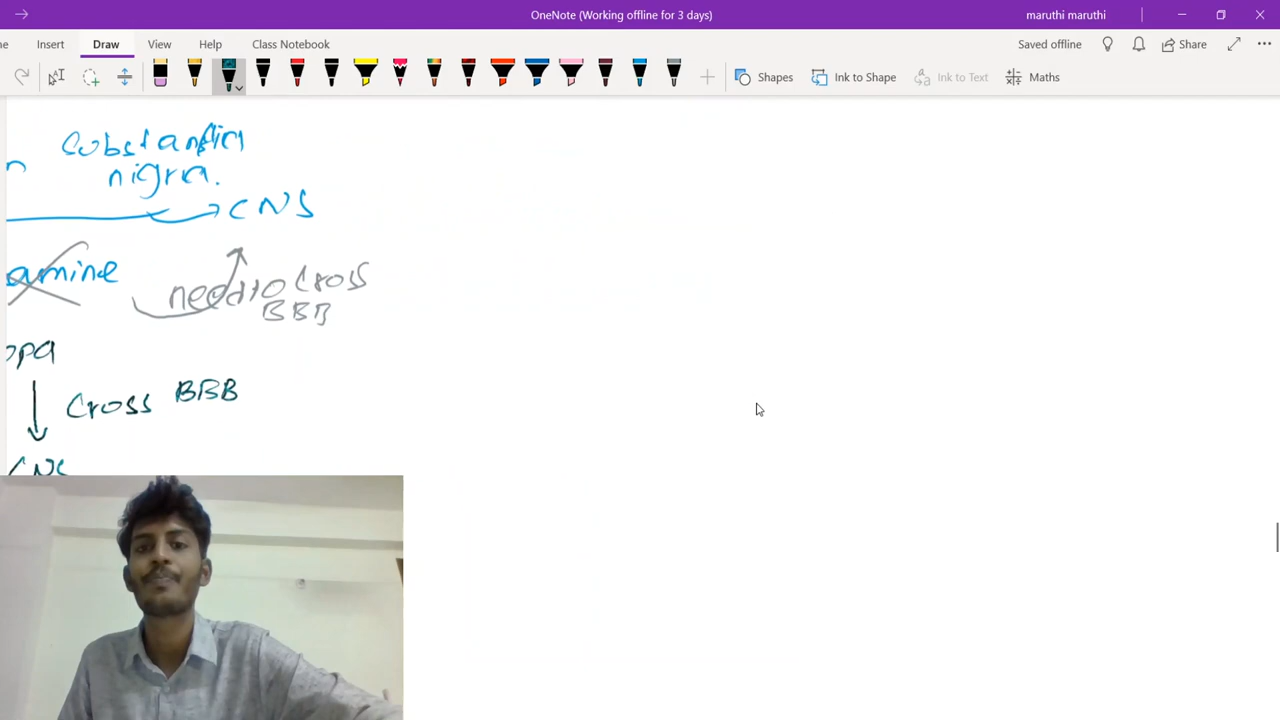 OneNote (Working offline for 3 days)
maruthi maruthi
Insert Draw View Help Class Notebook
Saved offline
Share
Shapes
Ink to Shape
Ink to Text
Maths
substantia
nigra.
CNS
amine
need to Cross
BBB
opa
Cross BBB
CNS